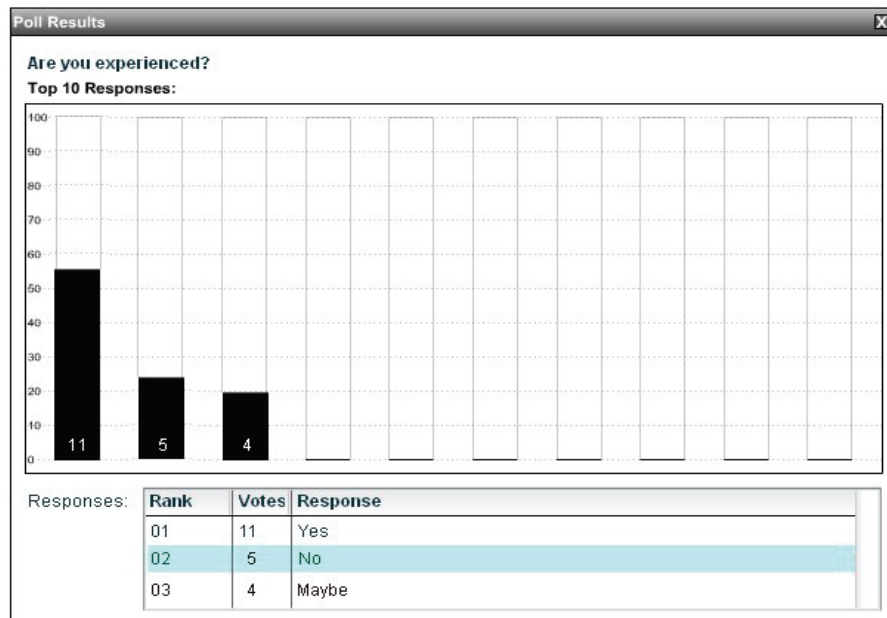 Poll Results X
Are you experienced?
Top 10 Responses:
100
90
80
70
60
50
40
30
20
10
0
11 5 4
Responses: Rank Votes Response
01 11 Yes
02 5 No
03 4 Maybe